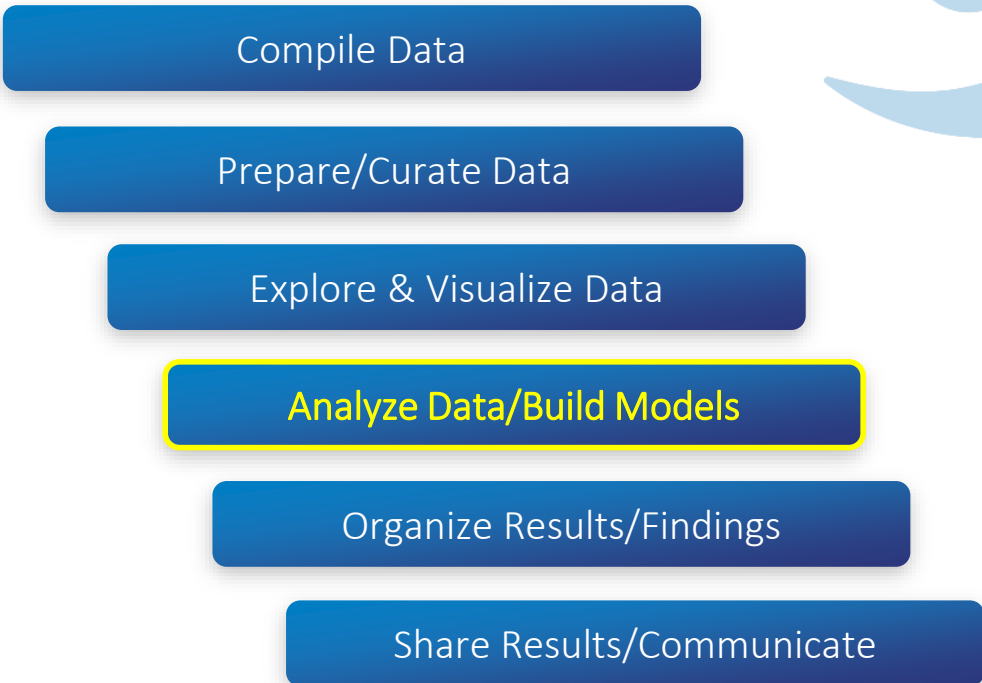 Compile Data
Prepare/Curate Data
Explore & Visualize Data
Analyze Data/Build Models
Organize Results/Findings
Share Results/Communicate